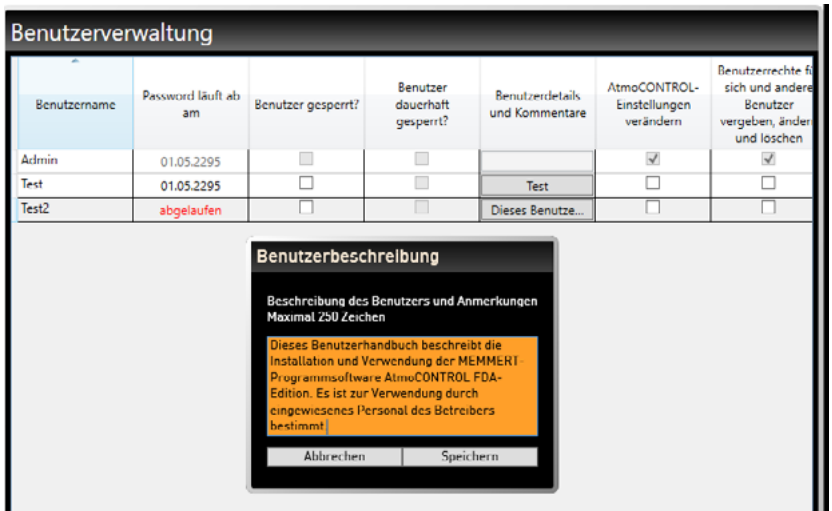 Benutzerverwaltung
Benutzername
Password läuft ab
am
Benutzer gesperrt?
Benutzer
dauerhaft
gesperrt?
Benutzerdetails
und Kommentare
AtmoCONTROL-
Einstellungen
verändern
Benutzerrechte fü
sich und andere
Benutzer
vergeben, änder
und löschen
Admin 01.05.2295
Test 01.05.2295 Test
Test2 abgelaufen Dieses Benutze...
Benutzerbeschreibung
Beschreibung des Benutzers und Anmerkungen
Maximal 250 Zeichen
Dieses Benutzerhandbuch beschreibt die
Installation und Verwendung der MEMMERT-
Programmsoftware AtmoCONTROL FDA-
Edition. Es ist zur Verwendung durch
eingewiesenes Personal des Betreibers
bestimmt.
Abbrechen Speichern